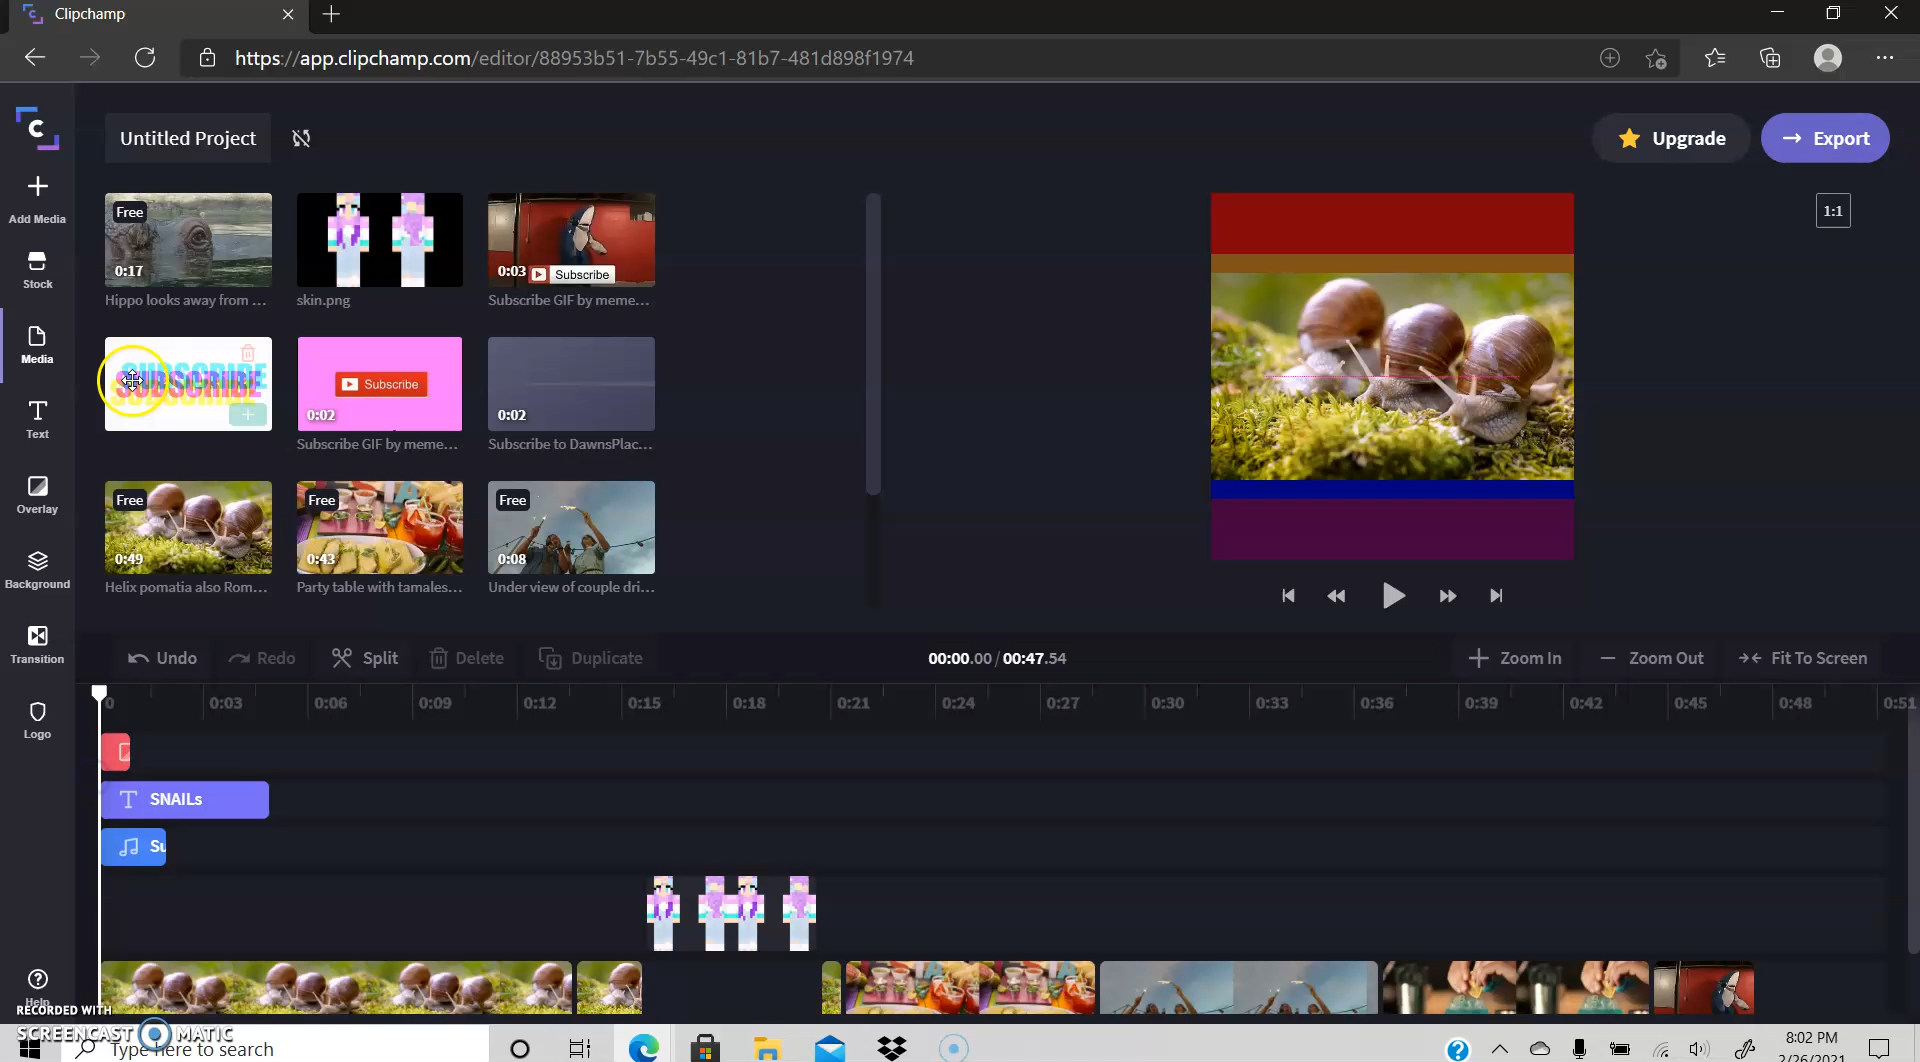 Clipchamp
https://app.clipchamp.com/editor/88953b51-7b55-49c1-81b7-481d898f1974
Untitled Project
Upgrade
Export
1:1
Add Media
Stock
Media
Text
Overlay
Background
Transition
Logo
Help
Free
0:17
Hippo looks away from ...
skin.png
0:03
Subscribe
Subscribe GIF by meme...
SUBSCRIBE
SUBSCRIBE
SUBSCRIBE
Subscribe
0:02
Subscribe GIF by meme...
0:02
Subscribe to DawnsPlac...
Free
0:49
Helix pomatia also Rom...
Free
0:43
Party table with tamales...
Free
0:08
Under view of couple dri...
Undo
Redo
Split
Delete
Duplicate
00:00.00 / 00:47.54
Zoom In
Zoom Out
Fit To Screen
0 0:03 0:06 0:09 0:12 0:15 0:18 0:21 0:24 0:27 0:30 0:33 0:36 0:39 0:42 0:45 0:48 0:51
SNAILs
Su
RECORDED WITH
SCREENCAST MATIC
Type here to search
8:02 PM
2/26/2021